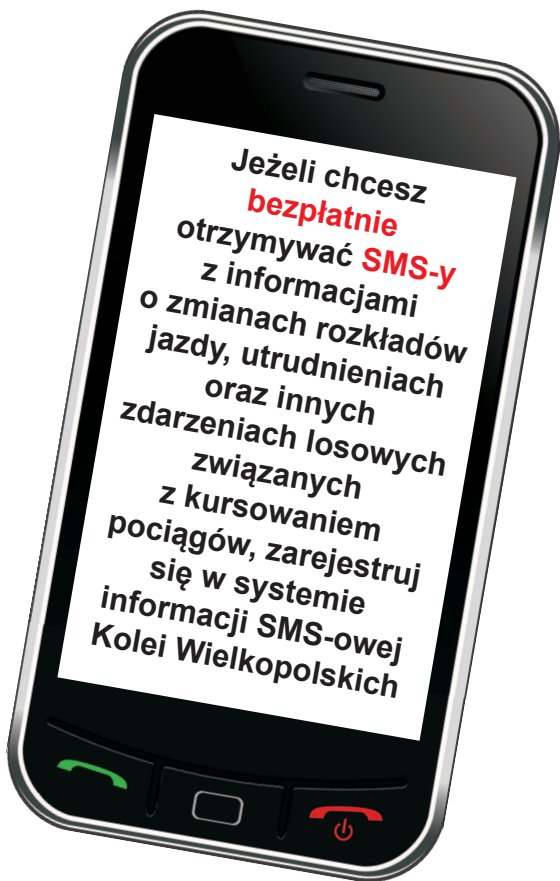 Jeżeli chcesz
bezpłatnie
otrzymywać SMS-y
z informacjami
o zmianach rozkładów
jazdy, utrudnieniach
oraz innych
zdarzeniach losowych
związanych
z kursowaniem
pociągów, zarejestruj
się w systemie
informacji SMS-owej
Kolei Wielkopolskich